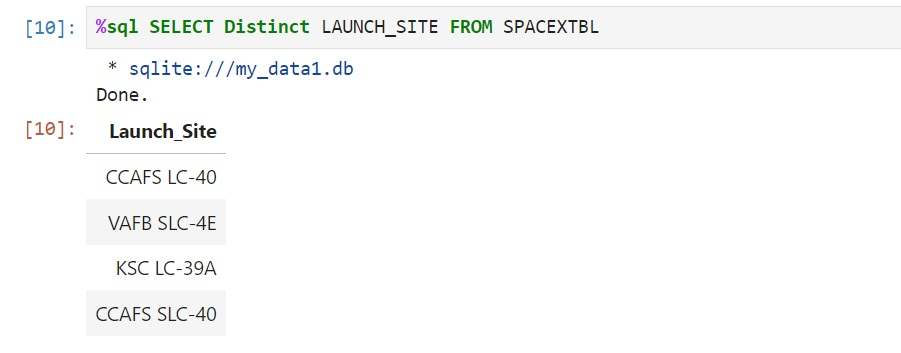 [10]: %sql SELECT Distinct LAUNCH_SITE FROM SPACEXTBL
* sqlite:///my_data1.db
Done.
[10]: Launch_Site
CCAFS LC-40
VAFB SLC-4E
KSC LC-39A
CCAFS SLC-40